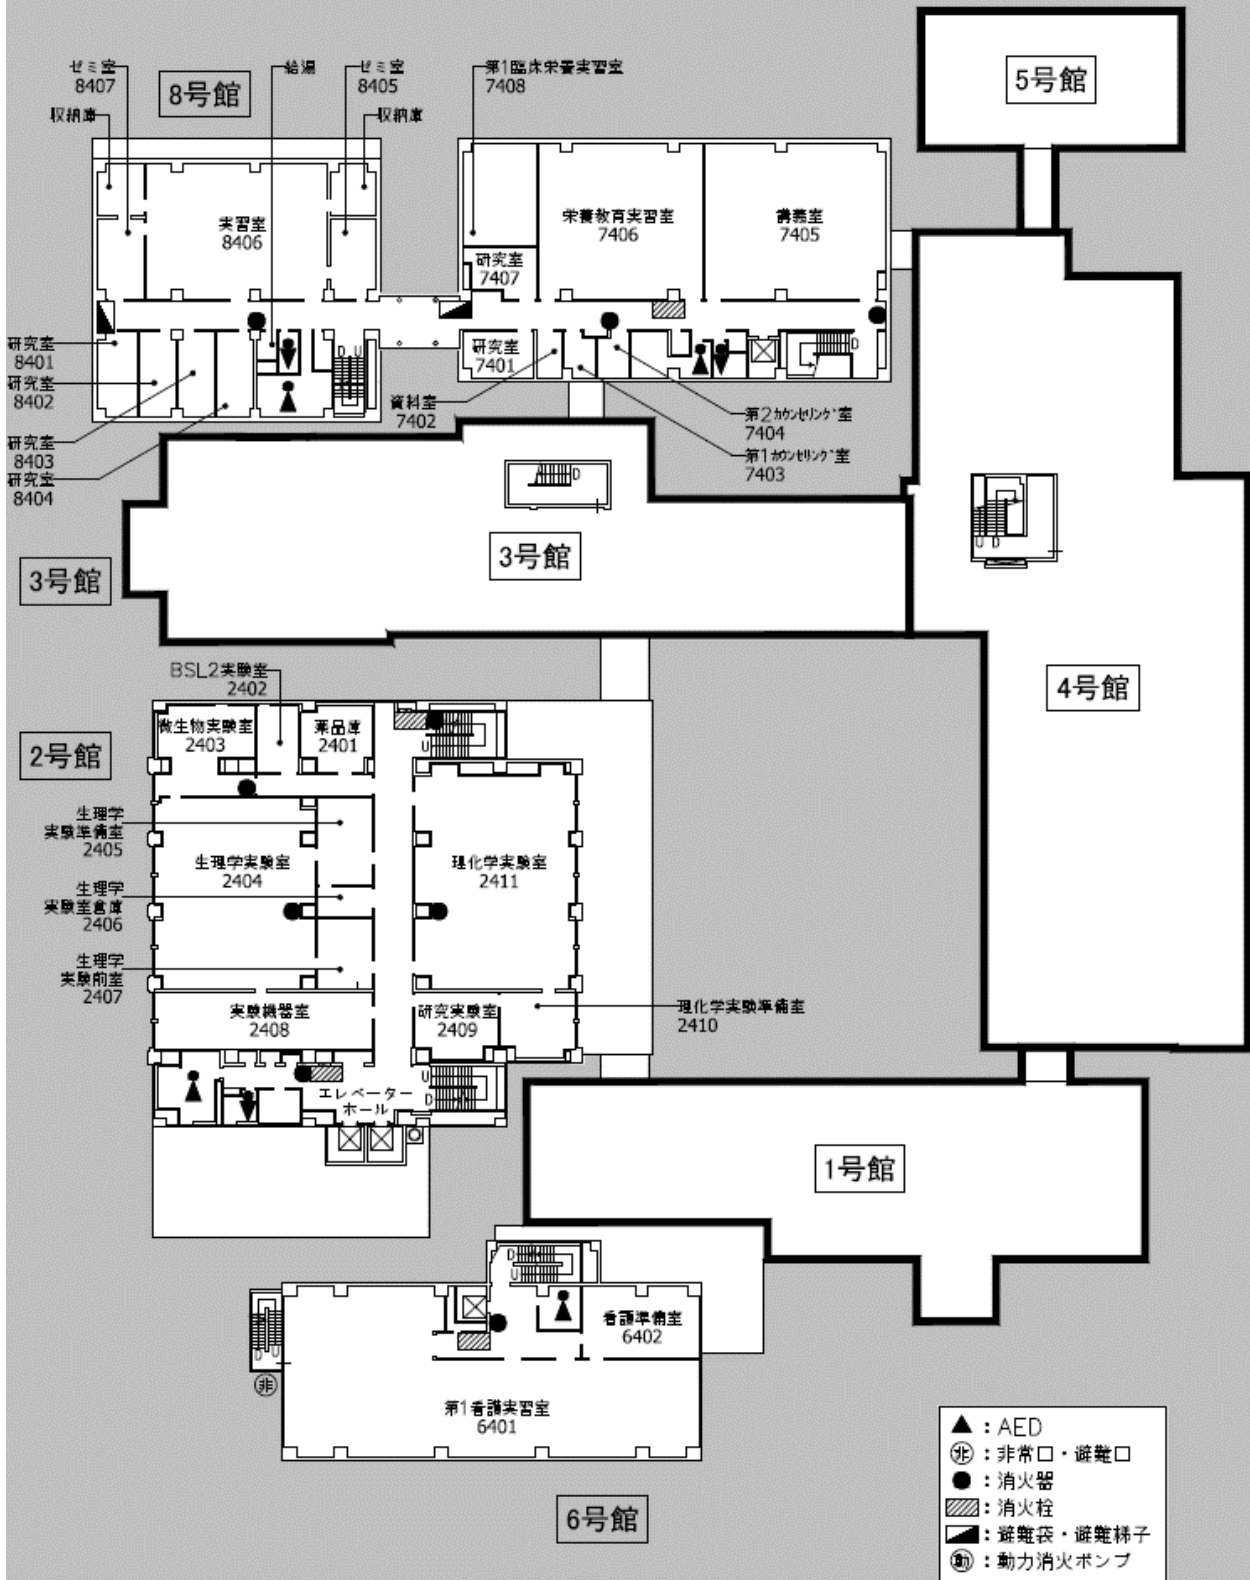 ゼミ室
8407
8号館
給湯
ゼミ室
8405
収納庫
収納庫
第1臨床栄養実習室
7408
5号館
実習室
8406
栄養教育実習室
7406
講義室
7405
研究室
7407
研究室
8401
研究室
8402
研究室
8403
研究室
8404
D U
研究室
7401
資料室
7402
D
第2カウンセリング室
7404
第1カウンセリング室
7403
D
3号館
3号館
U D
4号館
BSL2実験室
2402
微生物実験室
2403
薬品庫
2401
U
2号館
生理学
実験準備室
2405
生理学実験室
2404
理化学実験室
2411
生理学
実験室倉庫
2406
生理学
実験前室
2407
実験機器室
2408
研究実験室
2409
理化学実験準備室
2410
エレベーター
ホール
U
D
1号館
D
U
看護準備室
6402
D U
非
第1看護実習室
6401
6号館
▲：AED
非：非常口・避難口
●：消火器
：消火栓
：避難袋・避難梯子
動：動力消火ポンプ